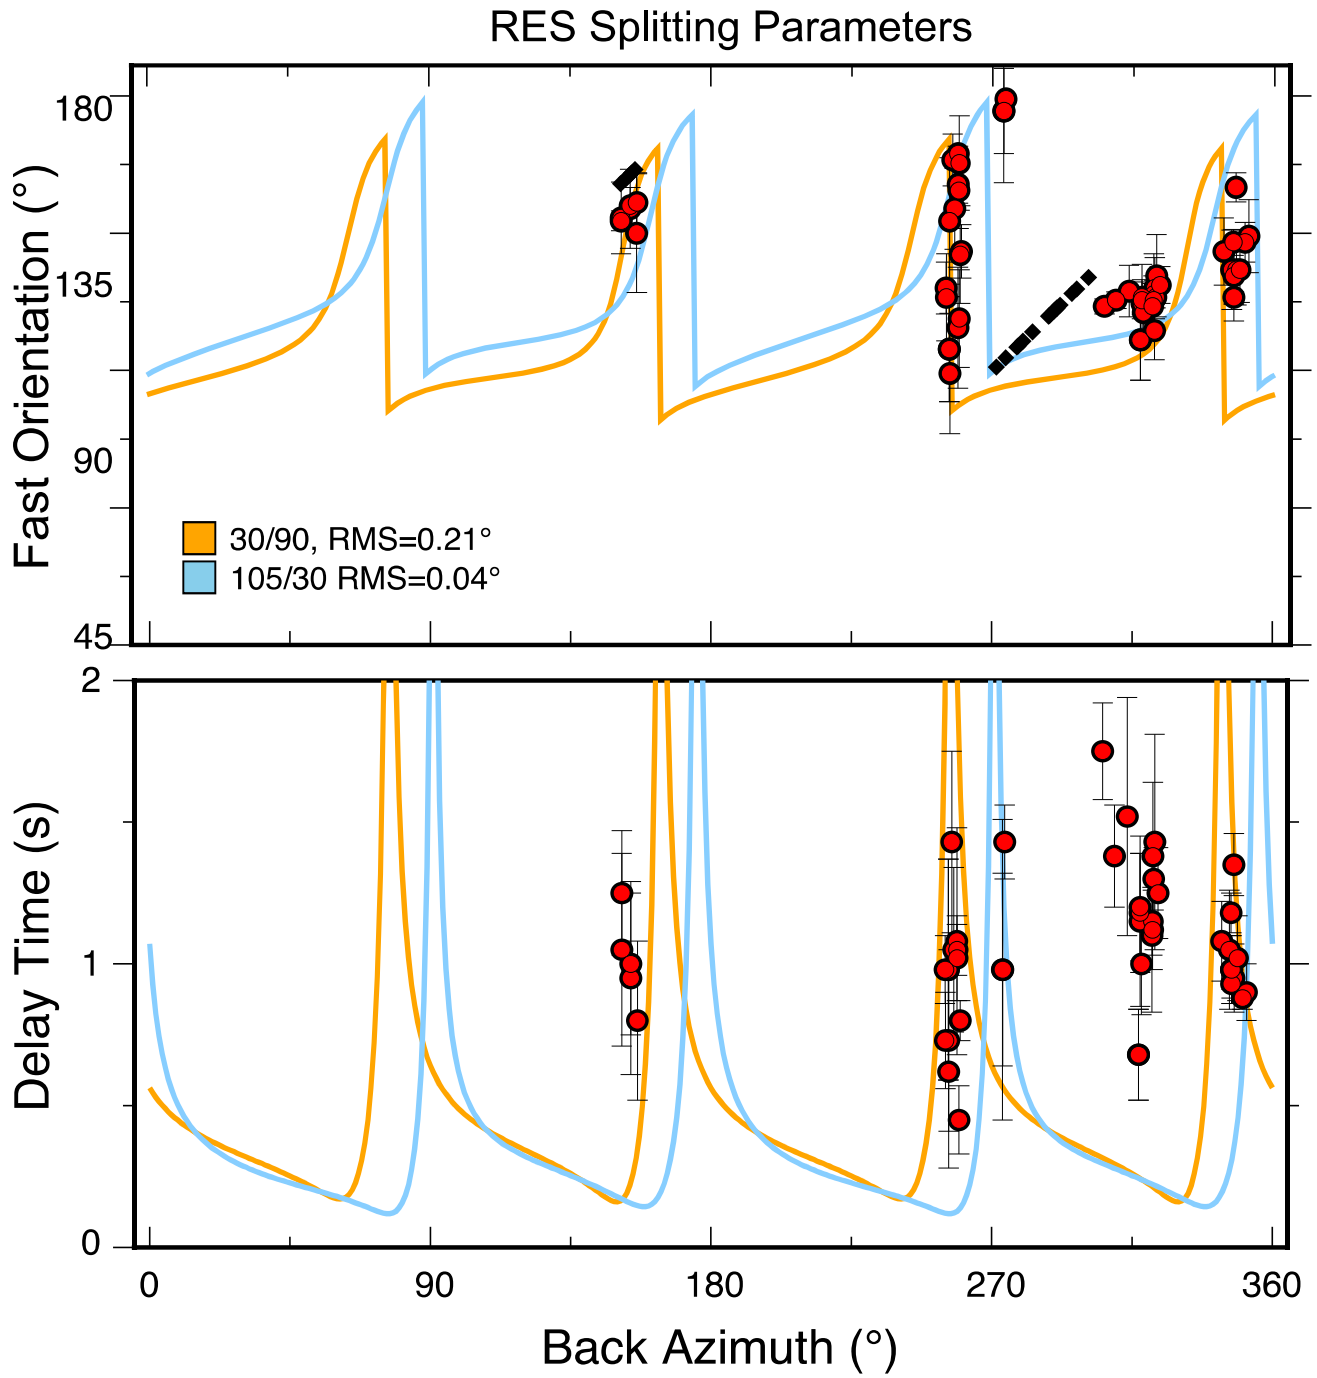 RES Splitting Parameters
180
135
90
45
Fast Orientation (°)
30/90, RMS=0.21°
105/30 RMS=0.04°
2
1
0
Delay Time (s)
0 90 180 270 360
Back Azimuth (°)